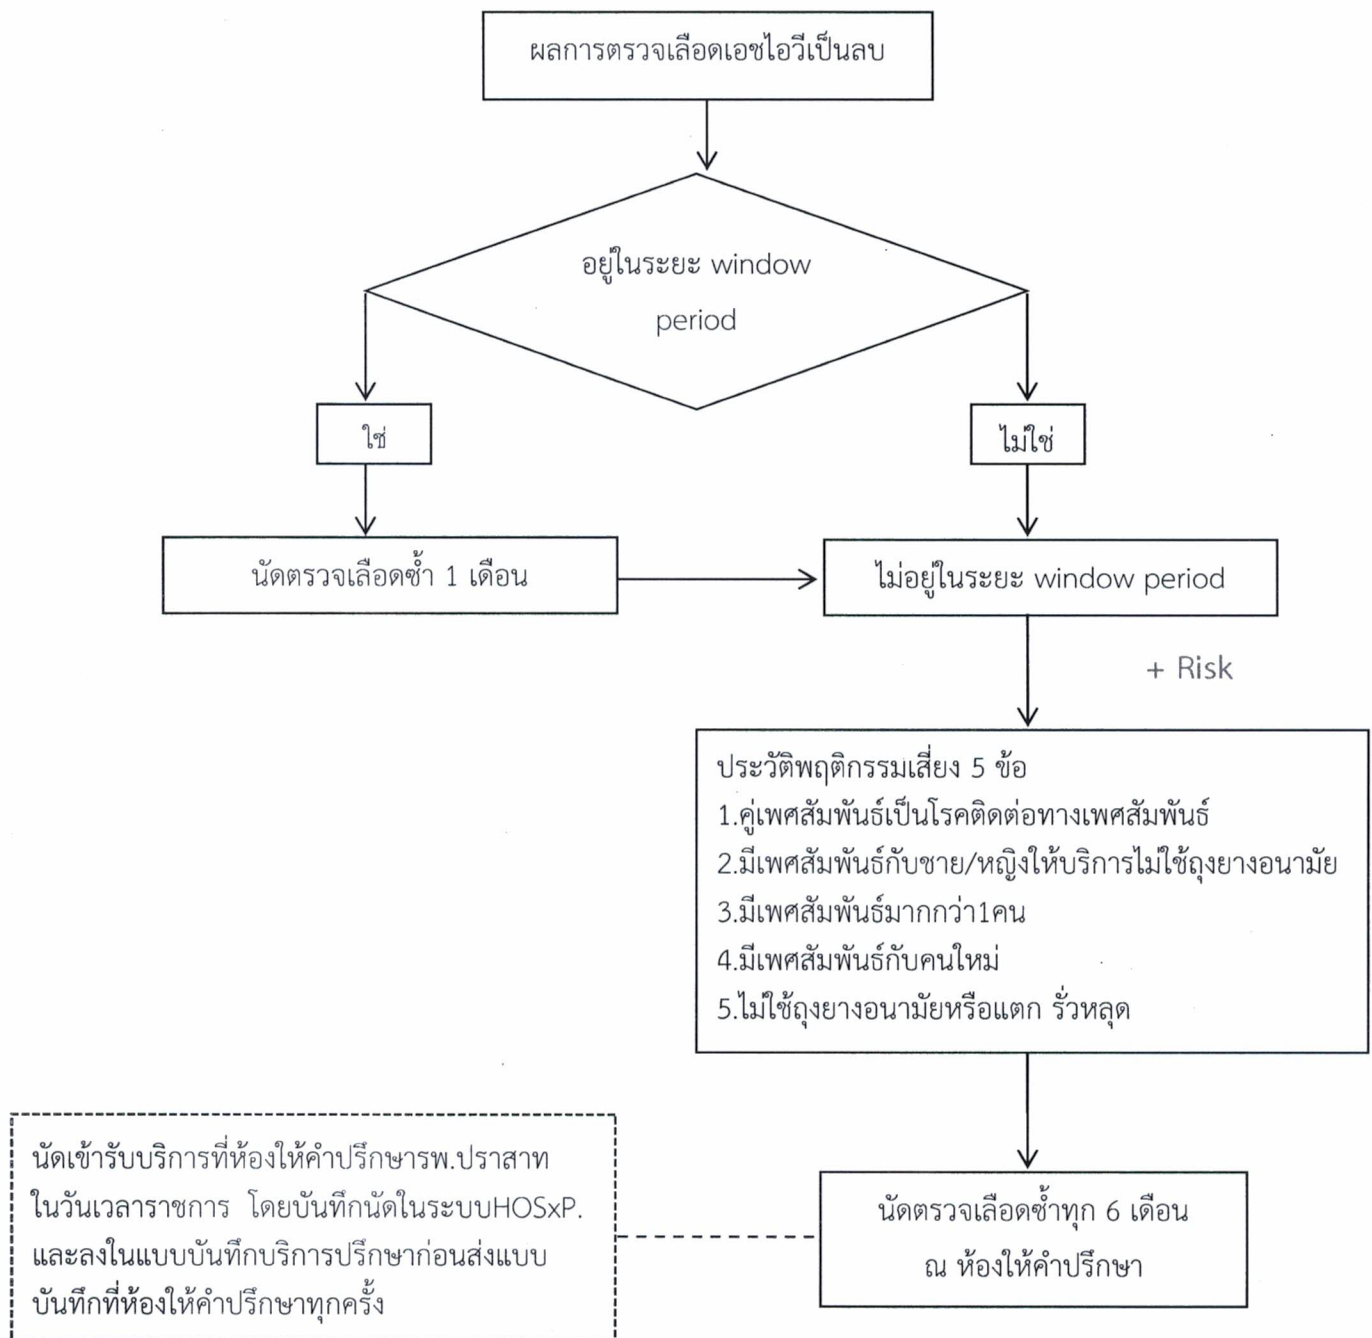 ผลการตรวจเลือดเอชไอวีเป็นลบ
อยู่ในระยะ window
period
ใช่
ไม่ใช่
นัดตรวจเลือดซ้ำ 1 เดือน
ไม่อยู่ในระยะ window period
+ Risk
ประวัติพฤติกรรมเสี่ยง 5 ข้อ
1.คู่เพศสัมพันธ์เป็นโรคติดต่อทางเพศสัมพันธ์
2.มีเพศสัมพันธ์กับชาย/หญิงให้บริการไม่ใช้ถุงยางอนามัย
3.มีเพศสัมพันธ์มากกว่า1คน
4.มีเพศสัมพันธ์กับคนใหม่
5.ไม่ใช้ถุงยางอนามัยหรือแตก รั่วหลุด
นัดเข้ารับบริการที่ห้องให้คำปรึกษารพ.ปราสาท
ในวันเวลาราชการ โดยบันทึกนัดในระบบHOSxP.
และลงในแบบบันทึกบริการปรึกษาก่อนส่งแบบ
บันทึกที่ห้องให้คำปรึกษาทุกครั้ง
นัดตรวจเลือดซ้ำทุก 6 เดือน
ณ ห้องให้คำปรึกษา